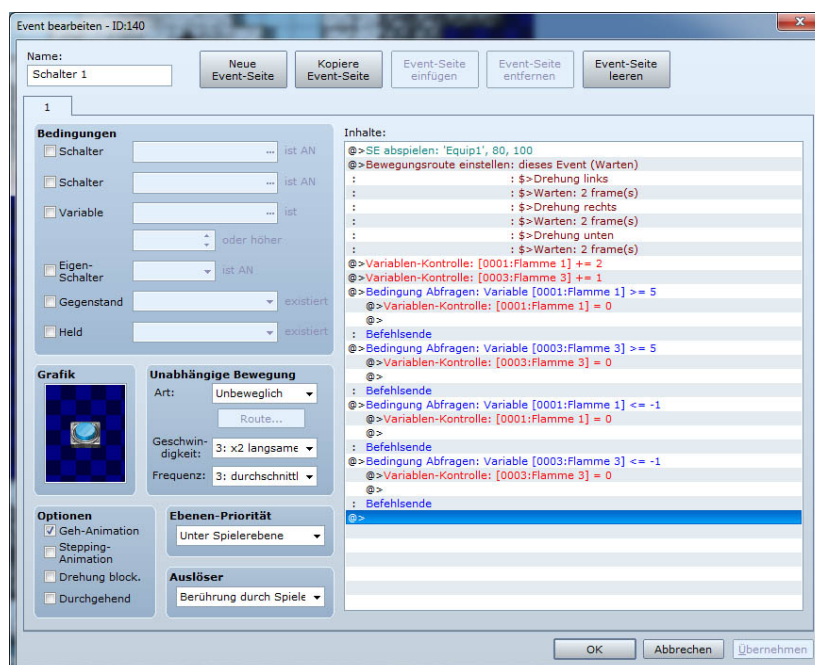 Event bearbeiten - ID:140
Name:
Schalter 1
Neue Event-Seite
Kopiere Event-Seite
Event-Seite einfügen
Event-Seite entfernen
Event-Seite leeren
1
Bedingungen
Schalter ... ist AN
Schalter ... ist AN
Variable ... ist
oder höher
Eigen-Schalter ist AN
Gegenstand existiert
Held existiert
Grafik
Unabhängige Bewegung
Art: Unbeweglich
Route...
Geschwin-digkeit: 3: x2 langsame
Frequenz: 3: durchschnittl
Optionen
Geh-Animation
Stepping-Animation
Drehung block.
Durchgehend
Ebenen-Priorität
Unter Spielerebene
Auslöser
Berührung durch Spiele
Inhalte:
@>SE abspielen: 'Equip1', 80, 100
@>Bewegungsroute einstellen: dieses Event (Warten)
: : $>Drehung links
: : $>Warten: 2 frame(s)
: : $>Drehung rechts
: : $>Warten: 2 frame(s)
: : $>Drehung unten
: : $>Warten: 2 frame(s)
@>Variablen-Kontrolle: [0001:Flamme 1] += 2
@>Variablen-Kontrolle: [0003:Flamme 3] += 1
@>Bedingung Abfragen: Variable [0001:Flamme 1] >= 5
@>Variablen-Kontrolle: [0001:Flamme 1] = 0
@>
: Befehlsende
@>Bedingung Abfragen: Variable [0003:Flamme 3] >= 5
@>Variablen-Kontrolle: [0003:Flamme 3] = 0
@>
: Befehlsende
@>Bedingung Abfragen: Variable [0001:Flamme 1] <= -1
@>Variablen-Kontrolle: [0001:Flamme 1] = 0
@>
: Befehlsende
@>Bedingung Abfragen: Variable [0003:Flamme 3] <= -1
@>Variablen-Kontrolle: [0003:Flamme 3] = 0
@>
: Befehlsende
@>
OK
Abbrechen
Übernehmen